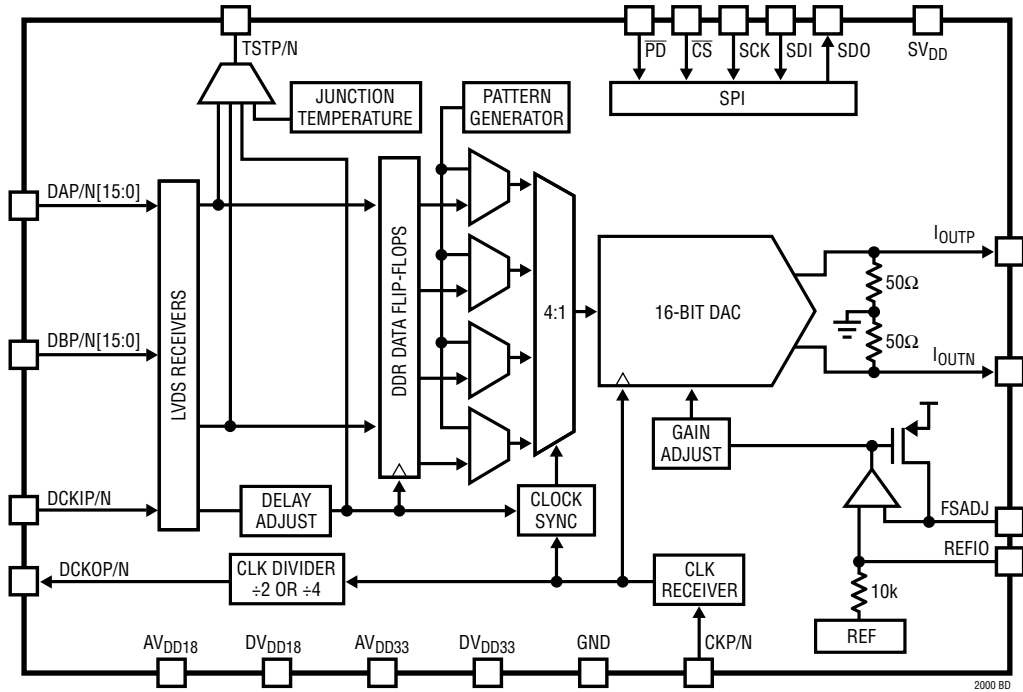 TSTP/N
PD
CS
SCK
SDI
SDO
SVDD
SPI
JUNCTION
TEMPERATURE
PATTERN
GENERATOR
DAP/N[15:0]
DBP/N[15:0]
DCKIP/N
DCKOP/N
LVDS RECEIVERS
DDR DATA FLIP-FLOPS
4:1
16-BIT DAC
IOUTP
50Ω
50Ω
IOUTN
GAIN
ADJUST
DELAY
ADJUST
CLOCK
SYNC
FSADJ
REFIO
CLK DIVIDER
÷2 OR ÷4
CLK
RECEIVER
10k
REF
AVDD18
DVDD18
AVDD33
DVDD33
GND
CKP/N
2000 BD